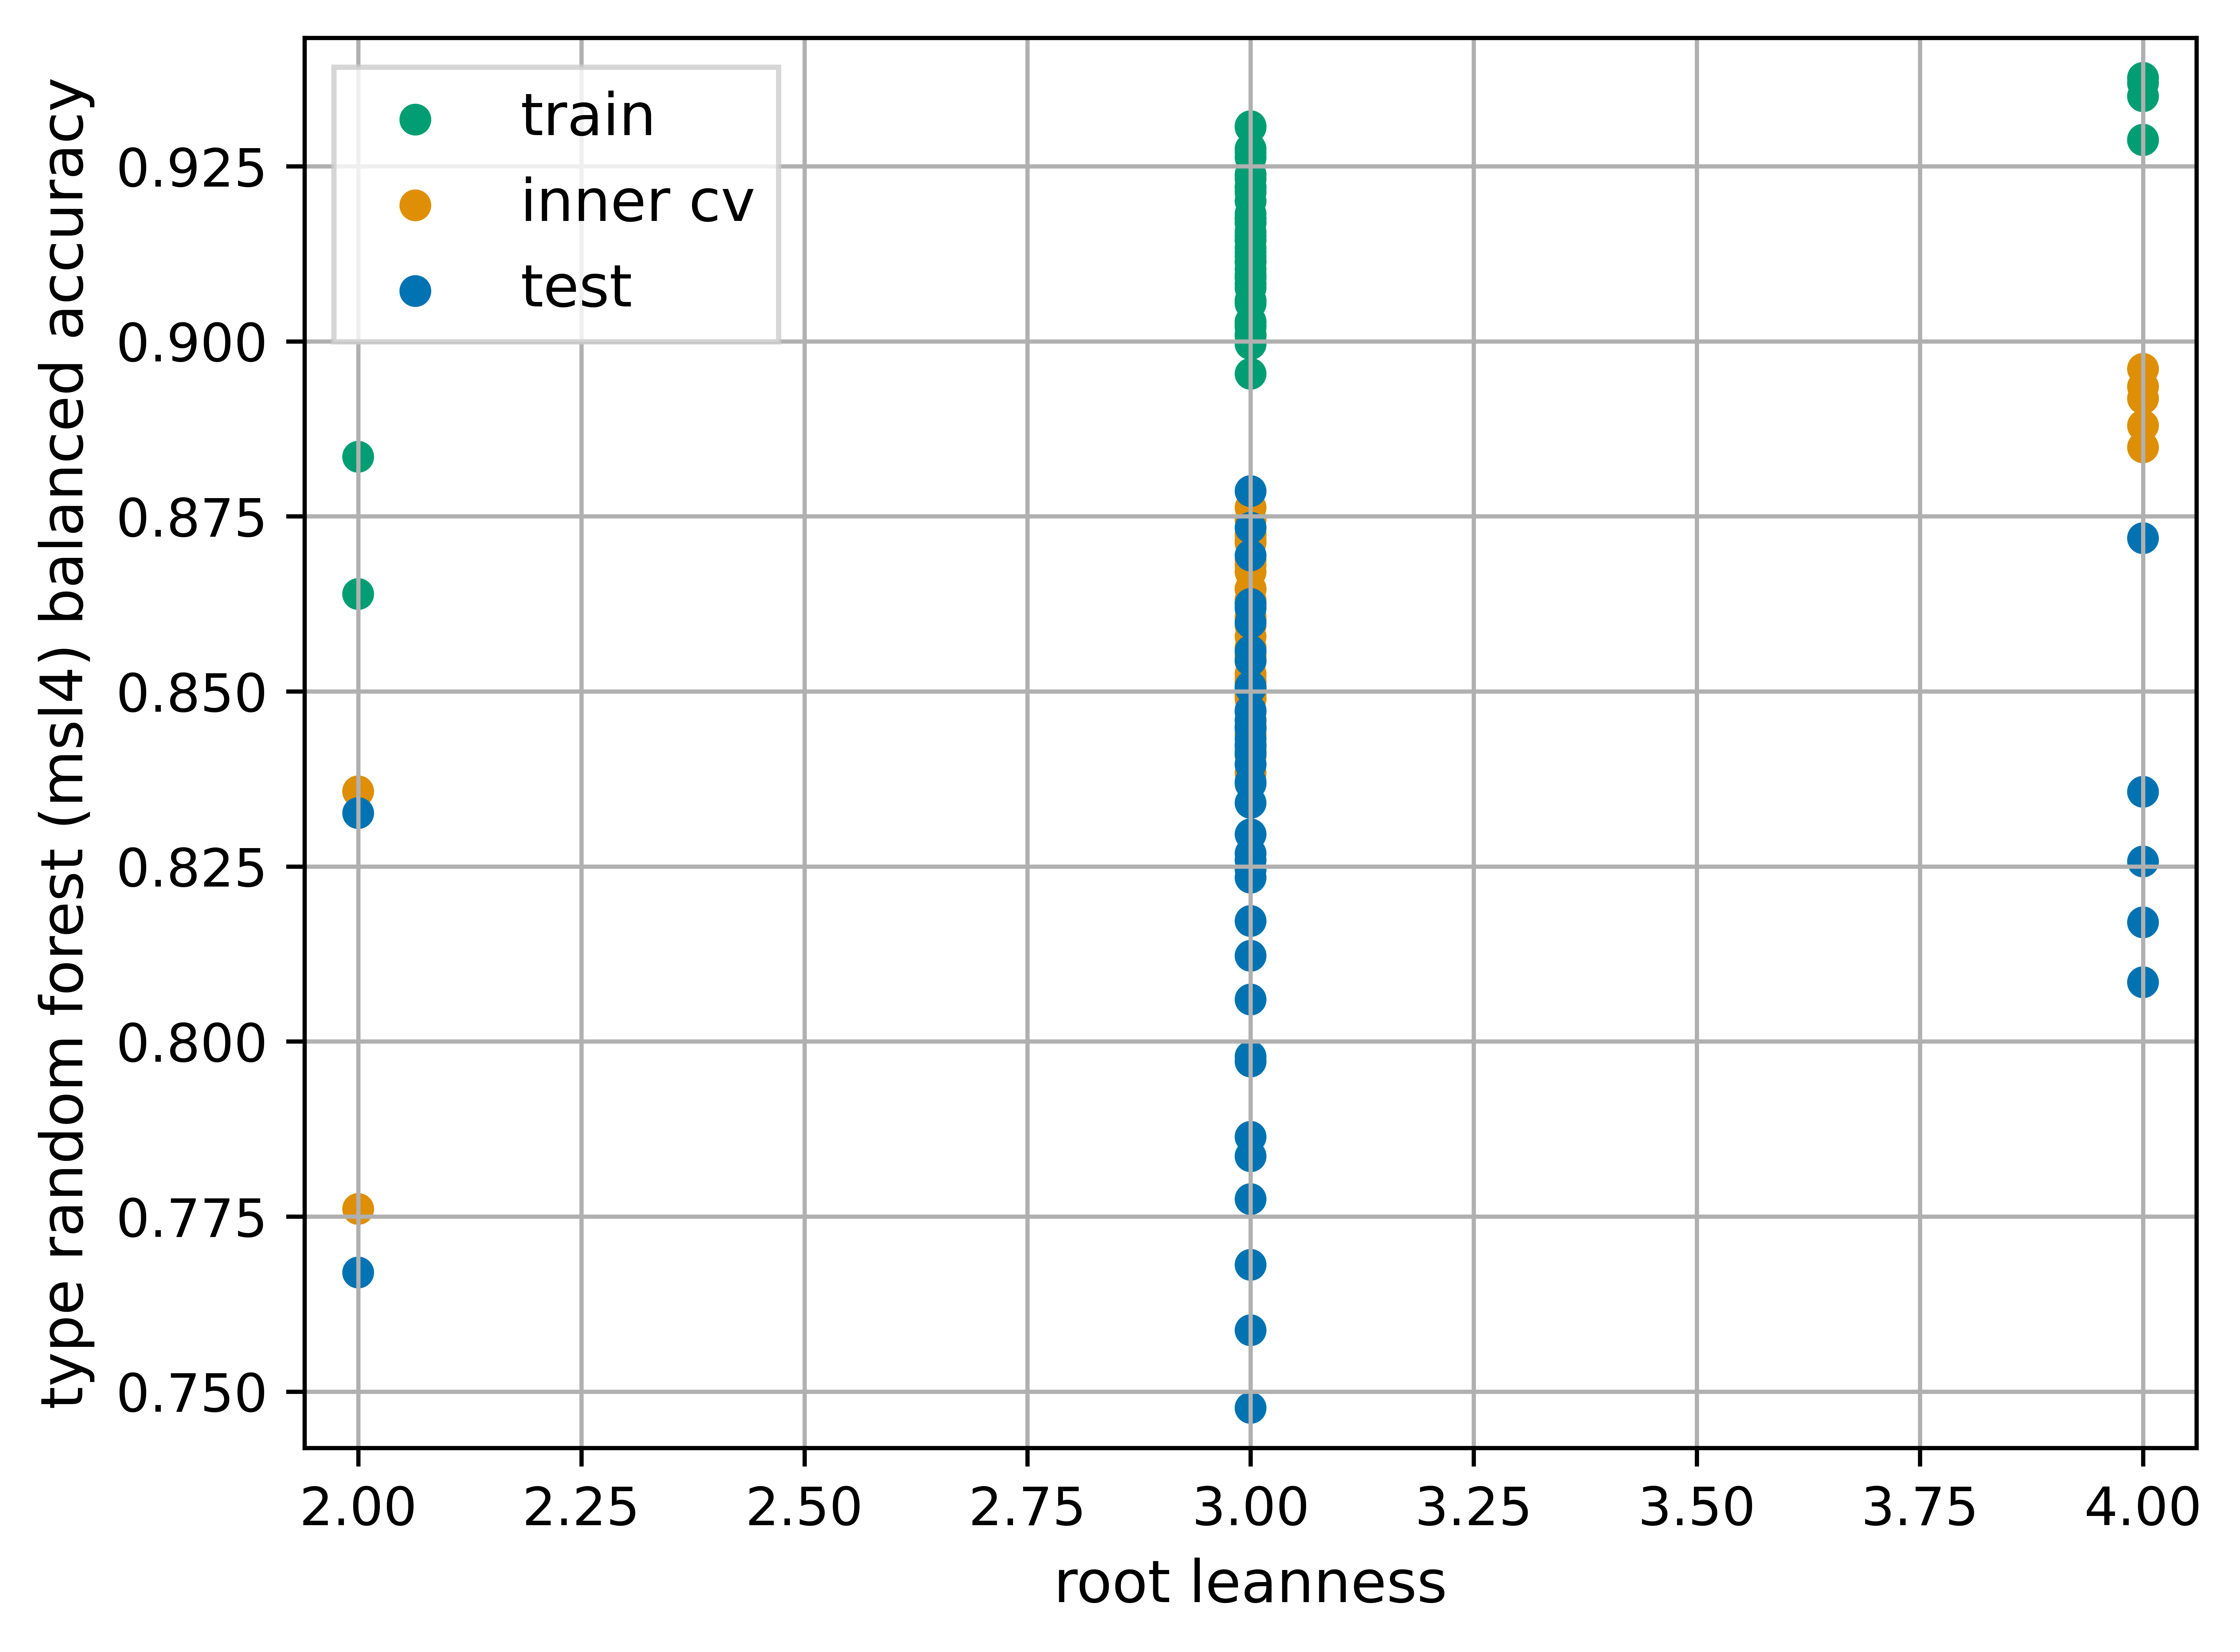 train
inner cv
test
type random forest (msl4) balanced accuracy
0.925
0.900
0.875
0.850
0.825
0.800
0.775
0.750
2.00 2.25 2.50 2.75 3.00 3.25 3.50 3.75 4.00
root leanness